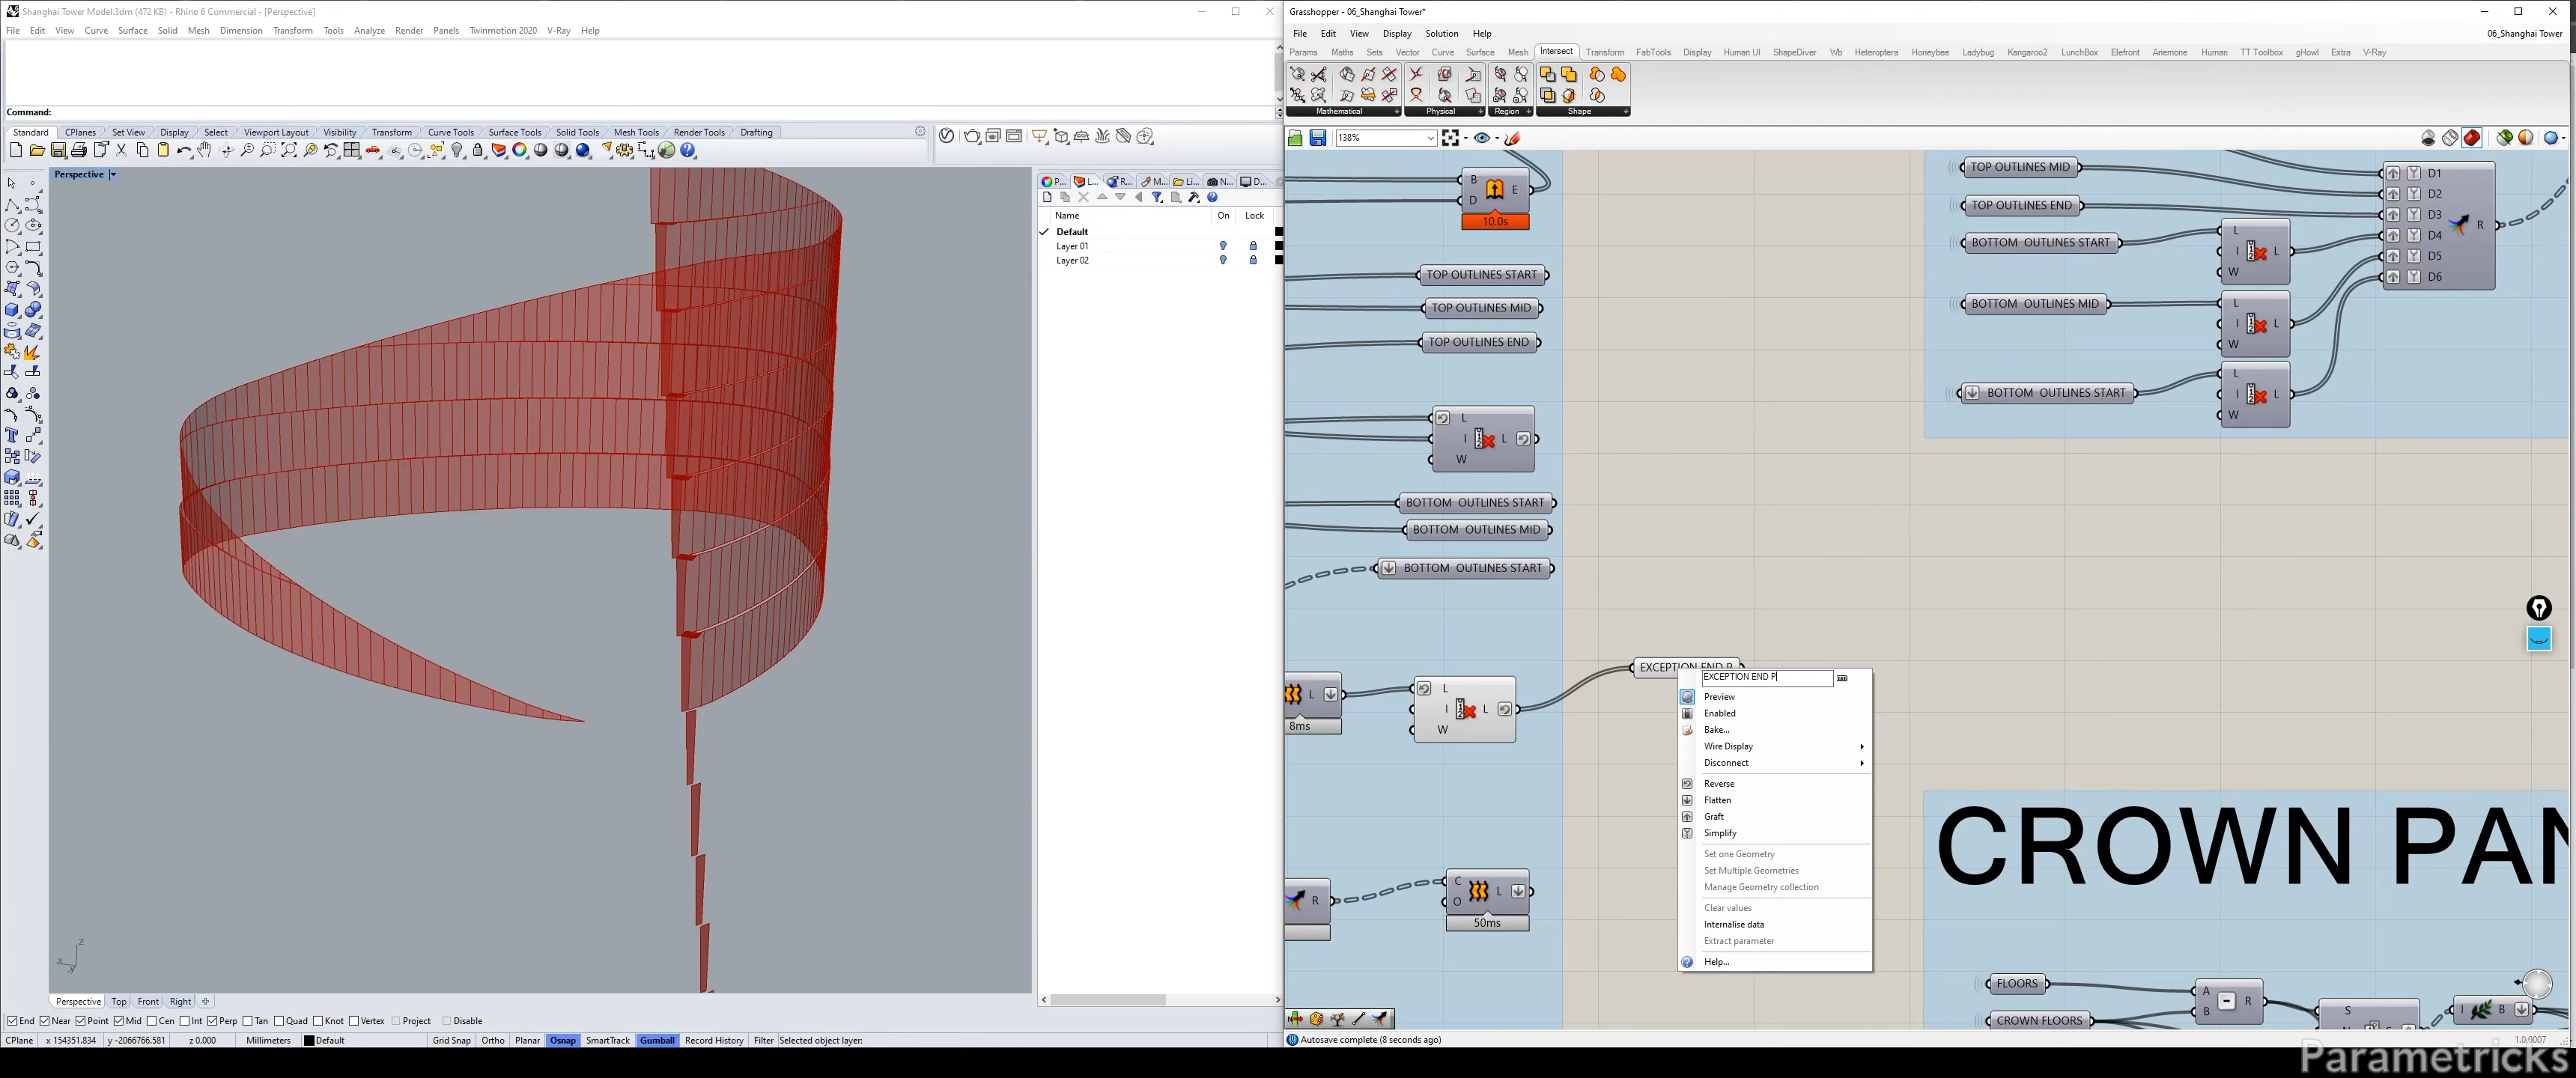 Shanghai Tower Model.3dm (472 KB) - Rhino 6 Commercial - [Perspective]
File Edit View Curve Surface Solid Mesh Dimension Transform Tools Analyze Render Panels Twinmotion 2020 V-Ray Help
Command:
Standard CPlanes Set View Display Select Viewport Layout Visibility Transform Curve Tools Surface Tools Solid Tools Mesh Tools Render Tools Drafting
Perspective
P... L... R... M... Li... N... D...
Name On Lock
Default
Layer 01
Layer 02
z
x
y
Perspective Top Front Right
End Near Point Mid Cen Int Perp Tan Quad Knot Vertex Project Disable
CPlane x 154351.834 y -2066766.581 z 0.000 Millimeters Default Grid Snap Ortho Planar Osnap SmartTrack Gumball Record History Filter Selected object layer:
Grasshopper - 06_Shanghai Tower*
File Edit View Display Solution Help
06_Shanghai Tower
Params Maths Sets Vector Curve Surface Mesh Intersect Transform FabTools Display Human UI ShapeDiver Wb Heteroptera Honeybee Ladybug Kangaroo2 LunchBox Elefront Anemone Human TT Toolbox gHowl Extra V-Ray
Mathematical Physical Region Shape
138%
B
D
E
10.0s
TOP OUTLINES START
TOP OUTLINES MID
TOP OUTLINES END
L
I
W
L
BOTTOM OUTLINES START
BOTTOM OUTLINES MID
BOTTOM OUTLINES START
L
8ms
L
I
W
L
EXCEPTION END P
EXCEPTION END P
Preview
Enabled
Bake...
Wire Display
Disconnect
Reverse
Flatten
Graft
Simplify
Set one Geometry
Set Multiple Geometries
Manage Geometry collection
Clear values
Internalise data
Extract parameter
Help...
R
C
O
L
50ms
TOP OUTLINES MID
TOP OUTLINES END
BOTTOM OUTLINES START
BOTTOM OUTLINES MID
BOTTOM OUTLINES START
L
I
W
L
L
I
W
L
L
I
W
L
D1
D2
D3
D4
D5
D6
R
CROWN PAN
FLOORS
CROWN FLOORS
A
B
R
S
I
B
Autosave complete (8 seconds ago)
1.0.0007
Parametricks